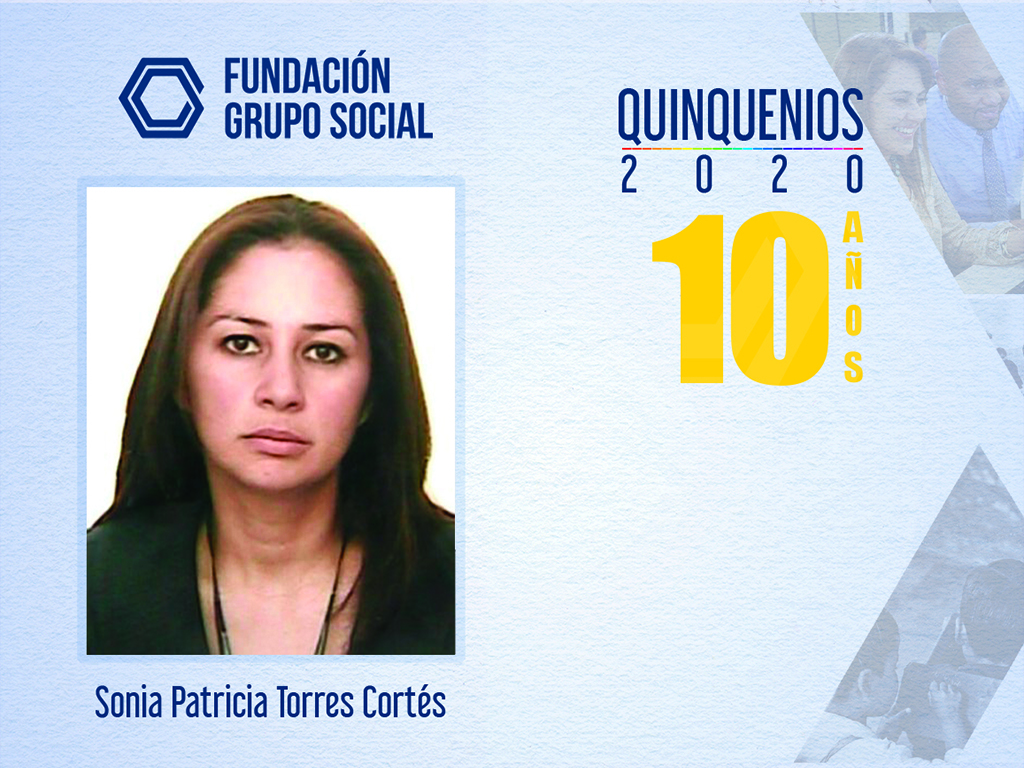 FUNDACIÓN
GRUPO SOCIAL
QUINQUENIOS
2020
10
AÑOS
Sonia Patricia Torres Cortés